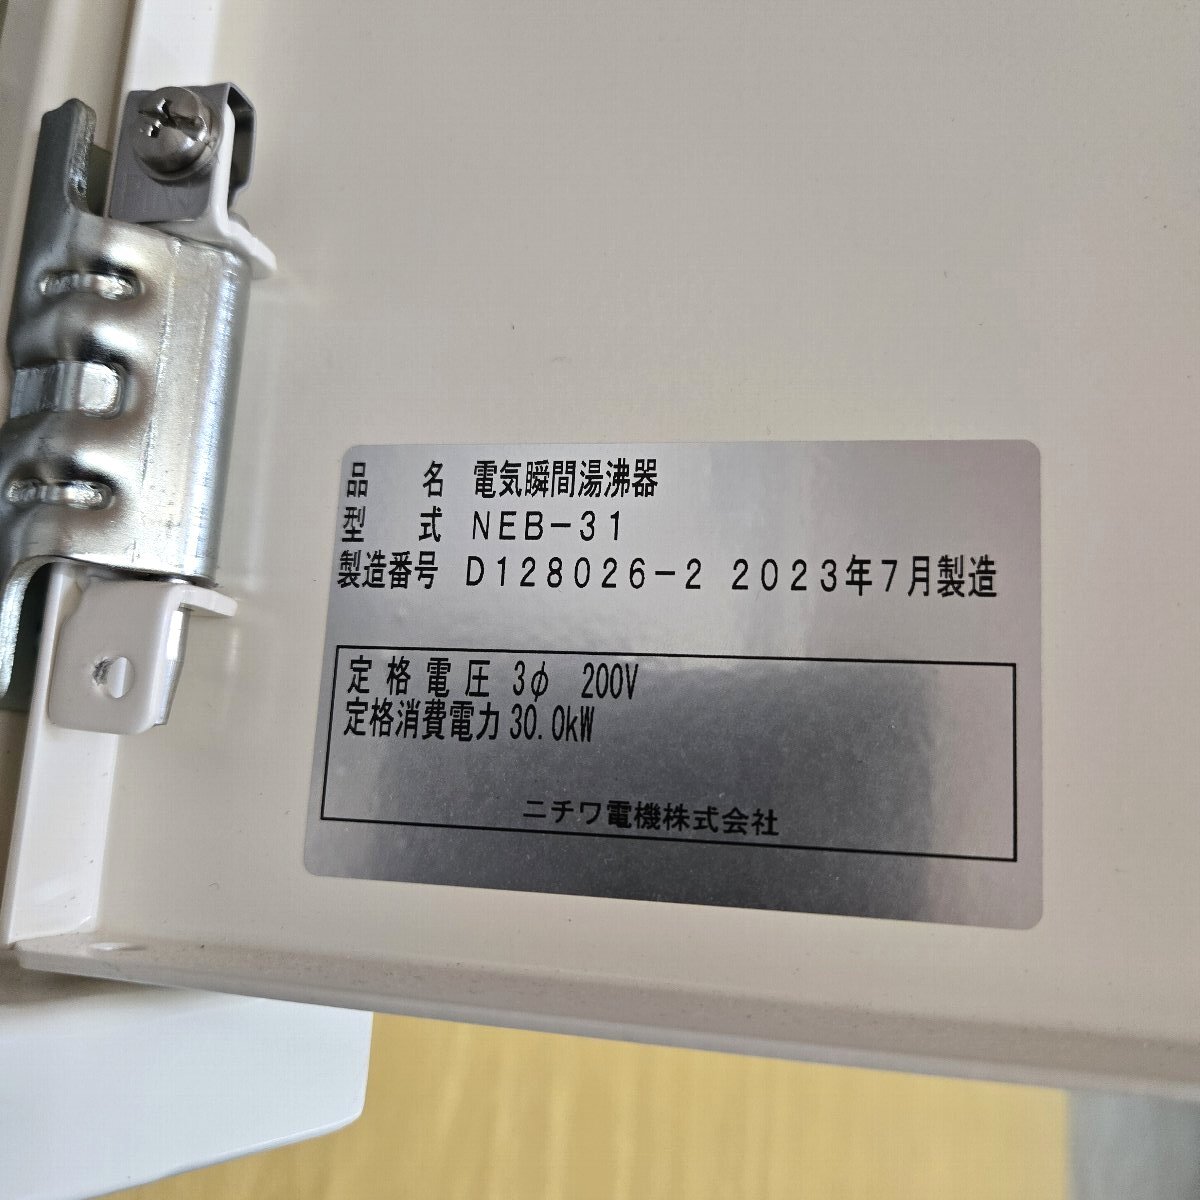 品名 電気瞬間湯沸器
型式 NEB-31
製造番号 D128026-2 2023年7月製造
定格電圧 3φ 200V
定格消費電力 30.0kW
ニチワ電機株式会社